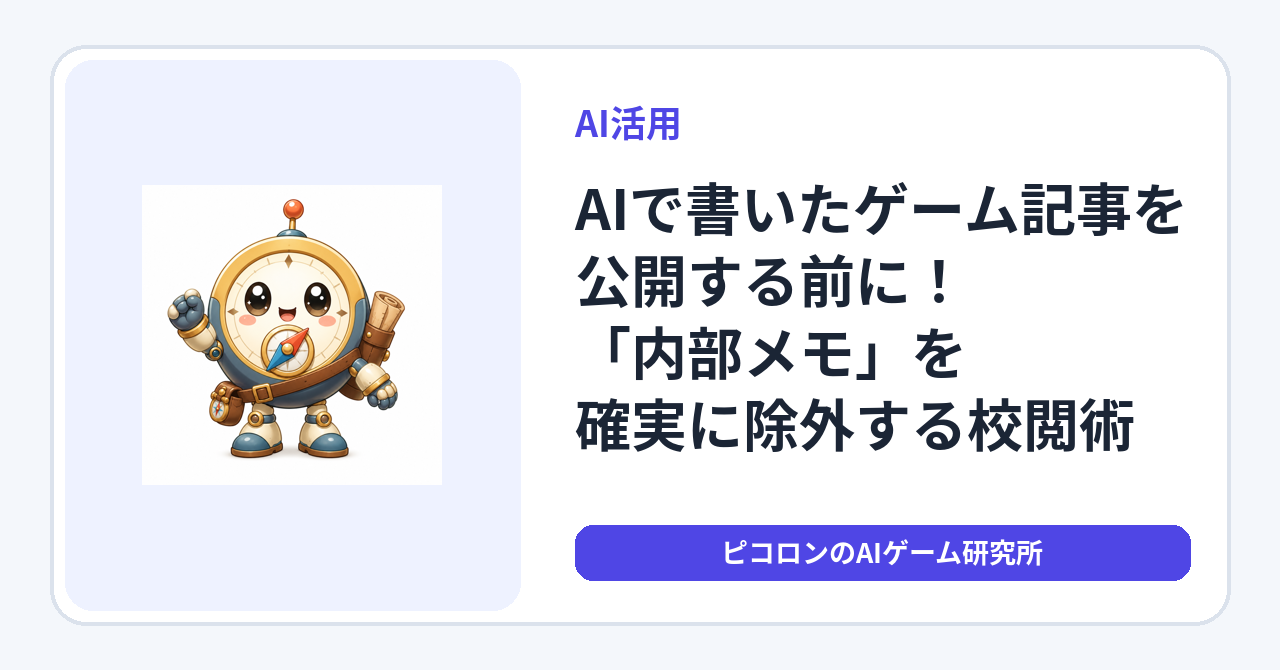 AI活用
AIで書いたゲーム記事を
公開する前に！
「内部メモ」を
確実に除外する校閲術
ピコロンのAIゲーム研究所